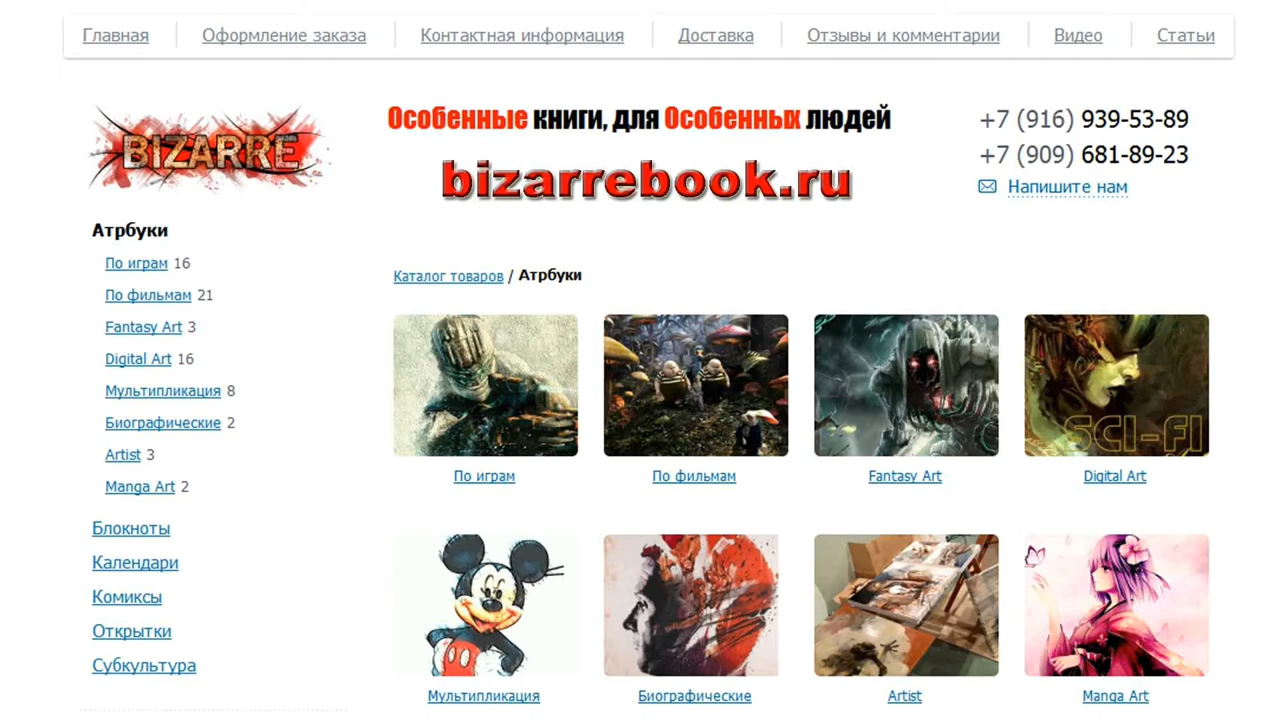 Главная Оформление заказа Контактная информация Доставка Отзывы и комментарии Видео Статьи
BIZARRE
Особенные книги, для Особенных людей
bizarrebook.ru
+7 (916) 939-53-89
+7 (909) 681-89-23
Напишите нам
Атрбуки
По играм 16
По фильмам 21
Fantasy Art 3
Digital Art 16
Мультипликация 8
Биографические 2
Artist 3
Manga Art 2
Блокноты
Календари
Комиксы
Открытки
Субкультура
Каталог товаров / Атрбуки
SCI-FI
По играм По фильмам Fantasy Art Digital Art
Мультипликация Биографические Artist Manga Art